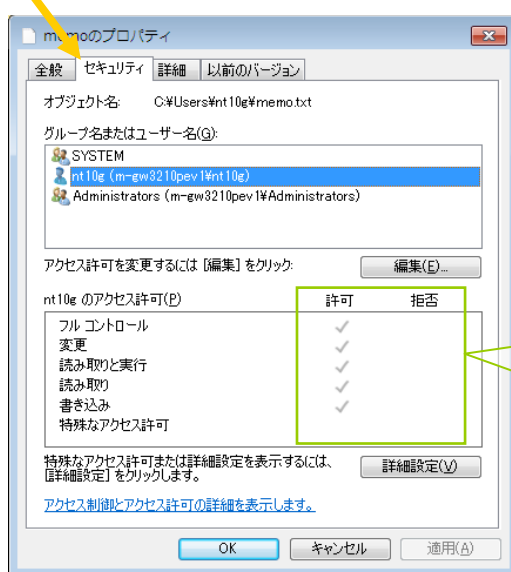 memoのプロパティ
全般 セキュリティ 詳細 以前のバージョン
オブジェクト名: C:¥Users¥nt10g¥memo.txt
グループ名またはユーザー名(G):
SYSTEM
nt10g (m-gw3210pev1¥nt10g)
Administrators (m-gw3210pev1¥Administrators)
アクセス許可を変更するには [編集] をクリック: 編集(E)...
nt10g のアクセス許可(P) 許可 拒否
フル コントロール
変更
読み取りと実行
読み取り
書き込み
特殊なアクセス許可
特殊なアクセス許可または詳細設定を表示するには、 詳細設定(V)
[詳細設定] をクリックします。
アクセス制御とアクセス許可の詳細を表示します。
OK キャンセル 適用(A)